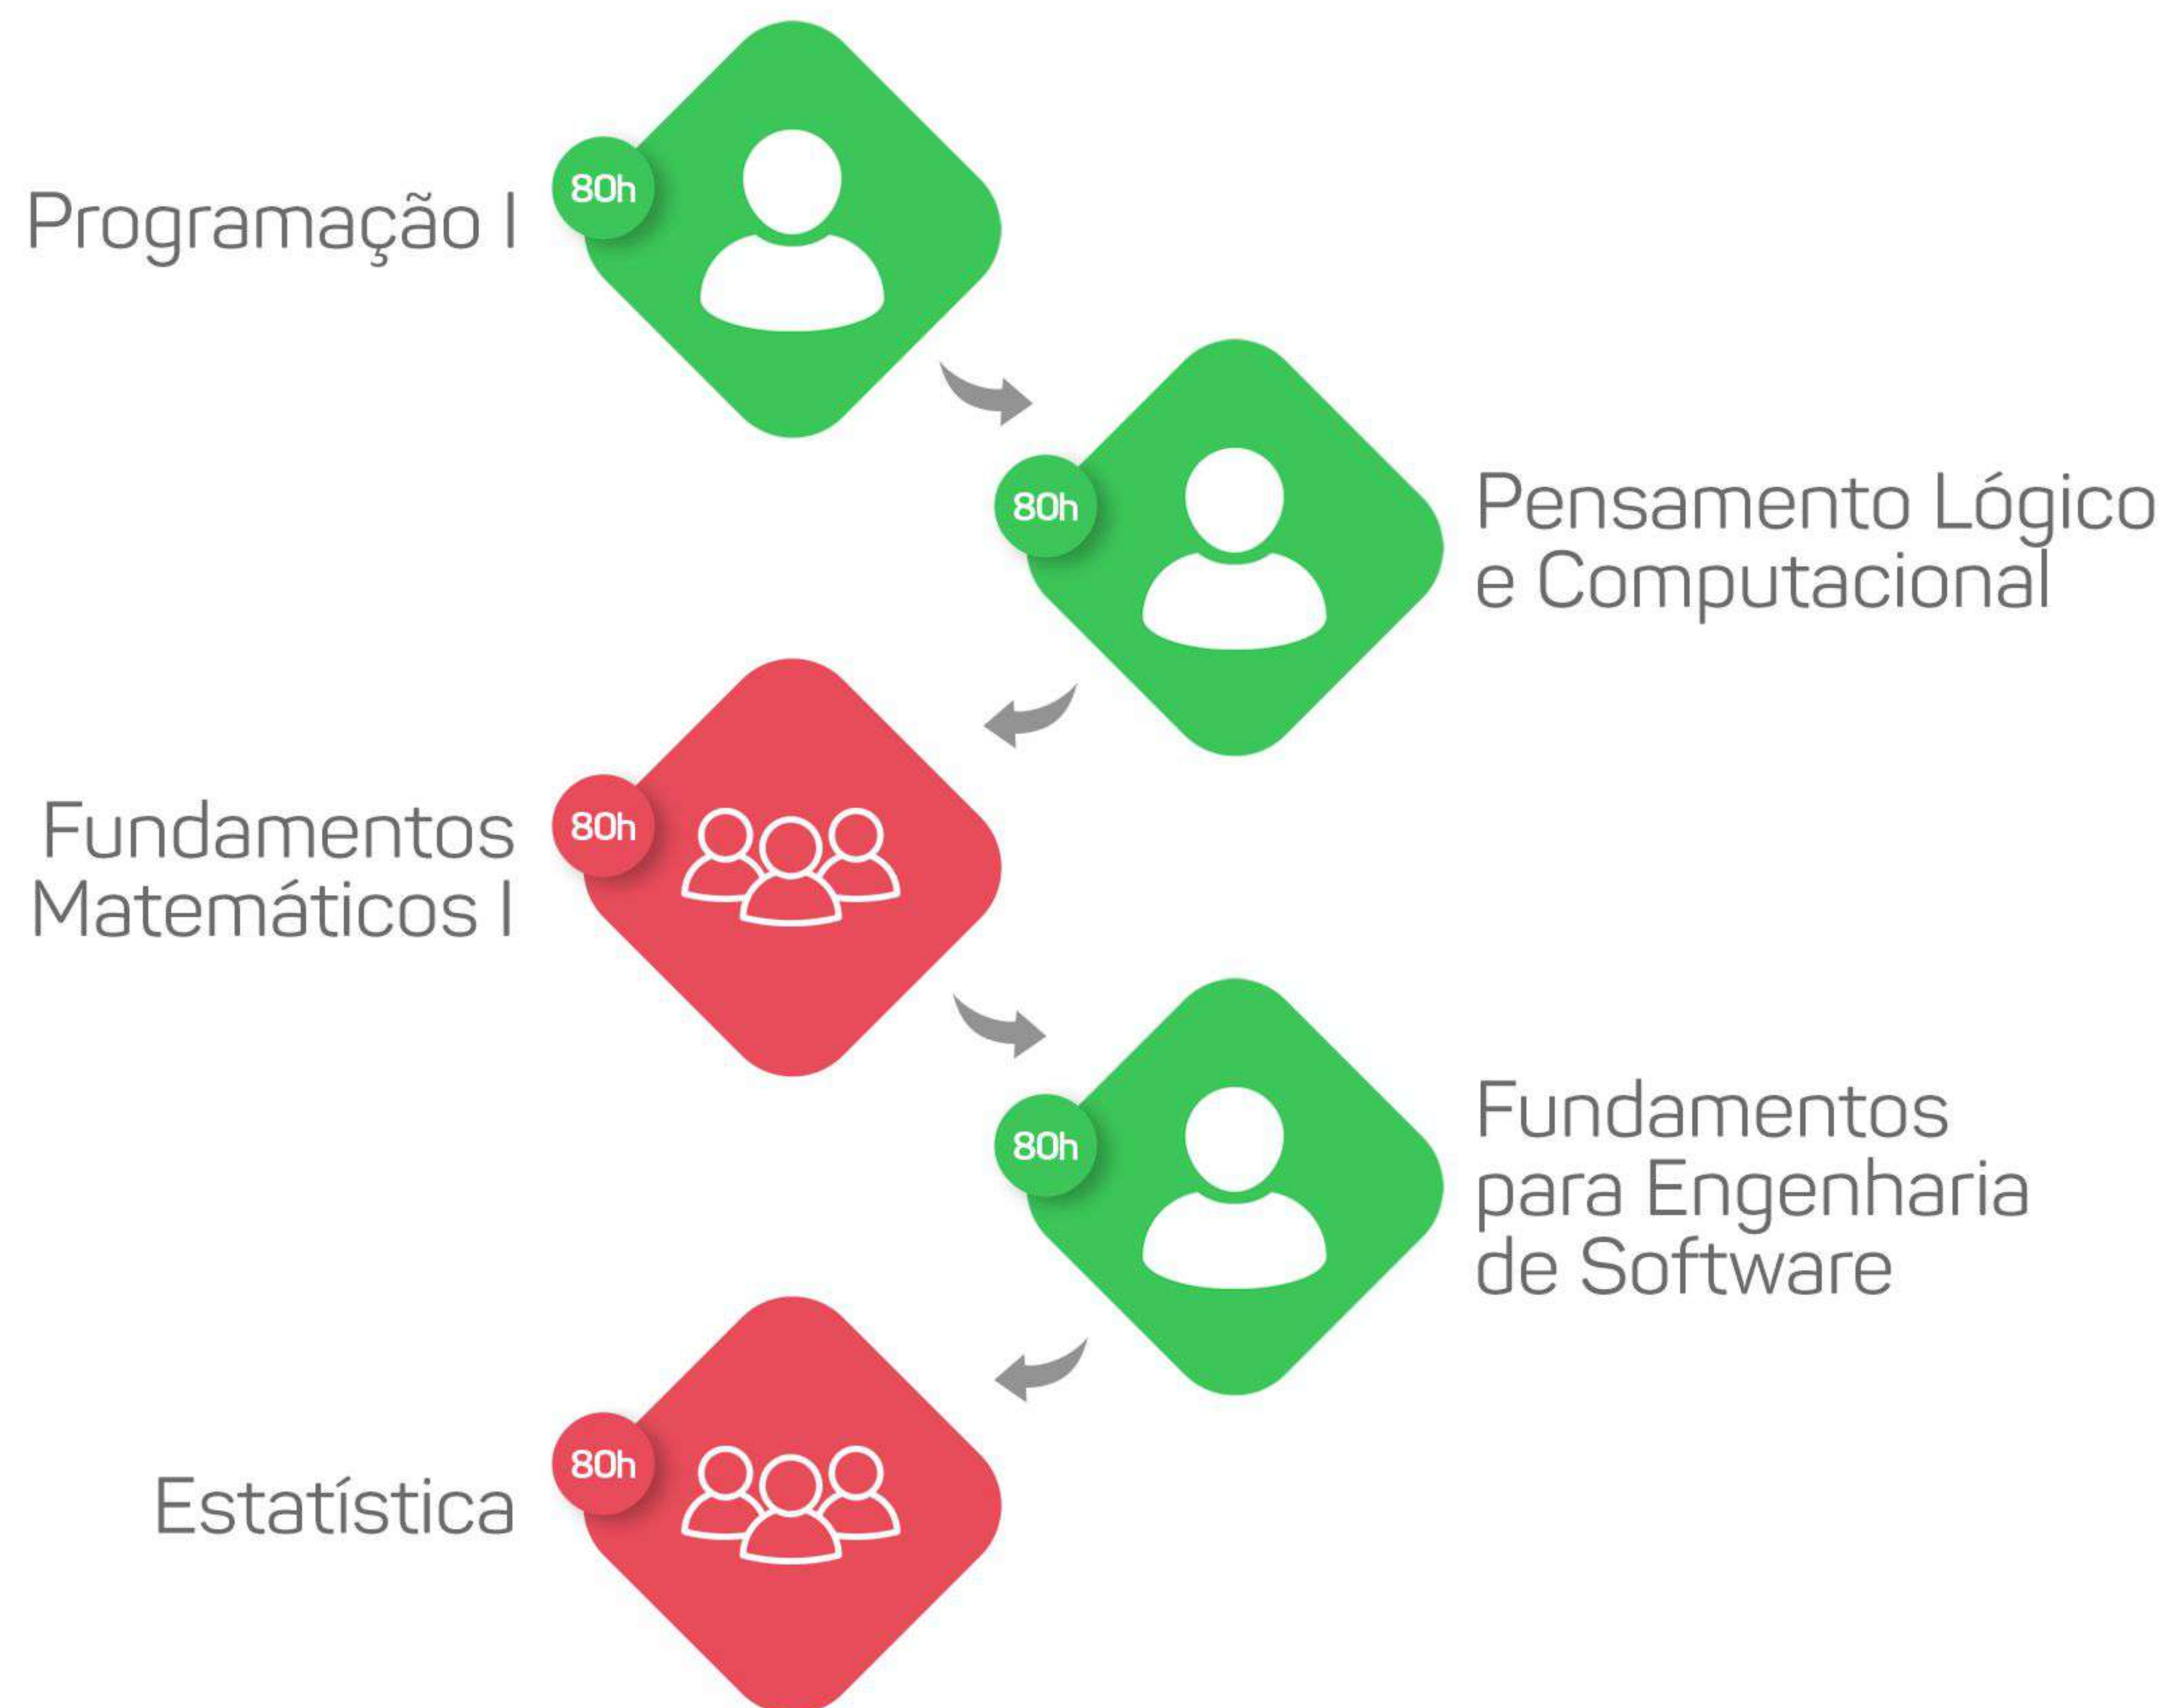 Programação I
80h
80h
Pensamento Lógico
e Computacional
Fundamentos
Matemáticos I
80h
80h
Fundamentos
para Engenharia
de Software
Estatística
80h